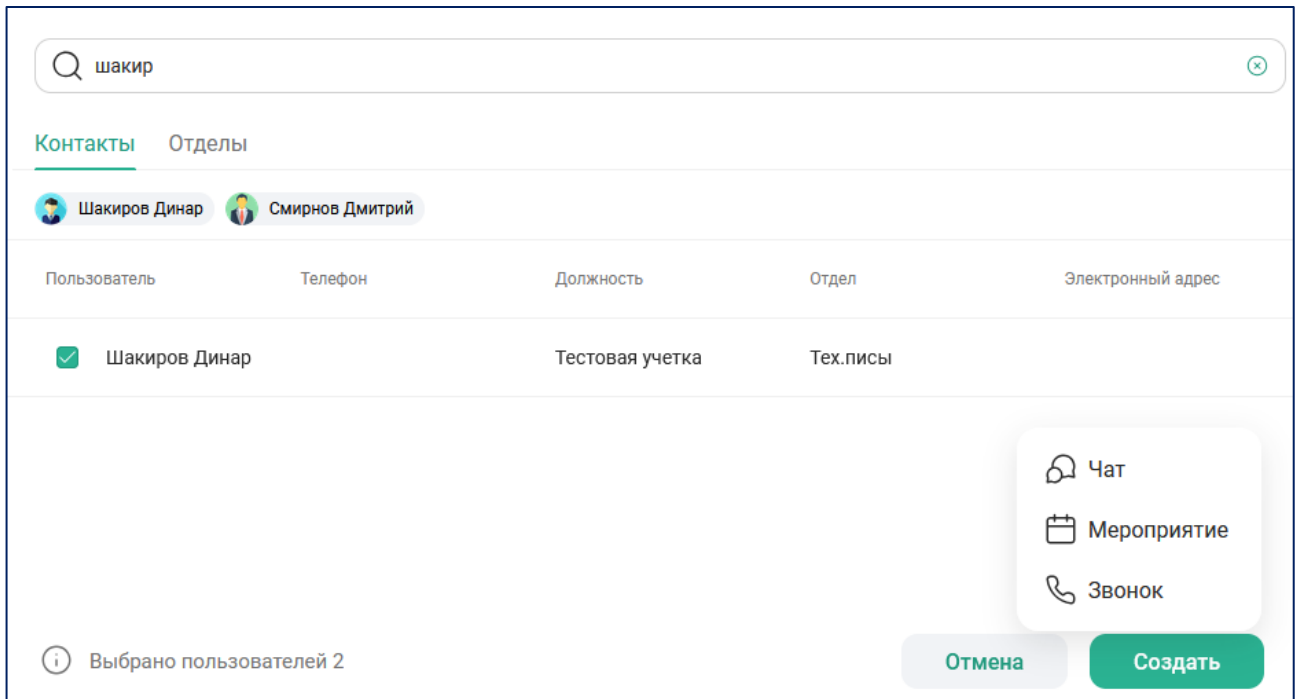 шакир
Контакты Отделы
Шакиров Динар Смирнов Дмитрий
Пользователь Телефон Должность Отдел Электронный адрес
Шакиров Динар Тестовая учетка Тех.писы
Чат
Мероприятие
Звонок
Выбрано пользователей 2 Отмена Создать